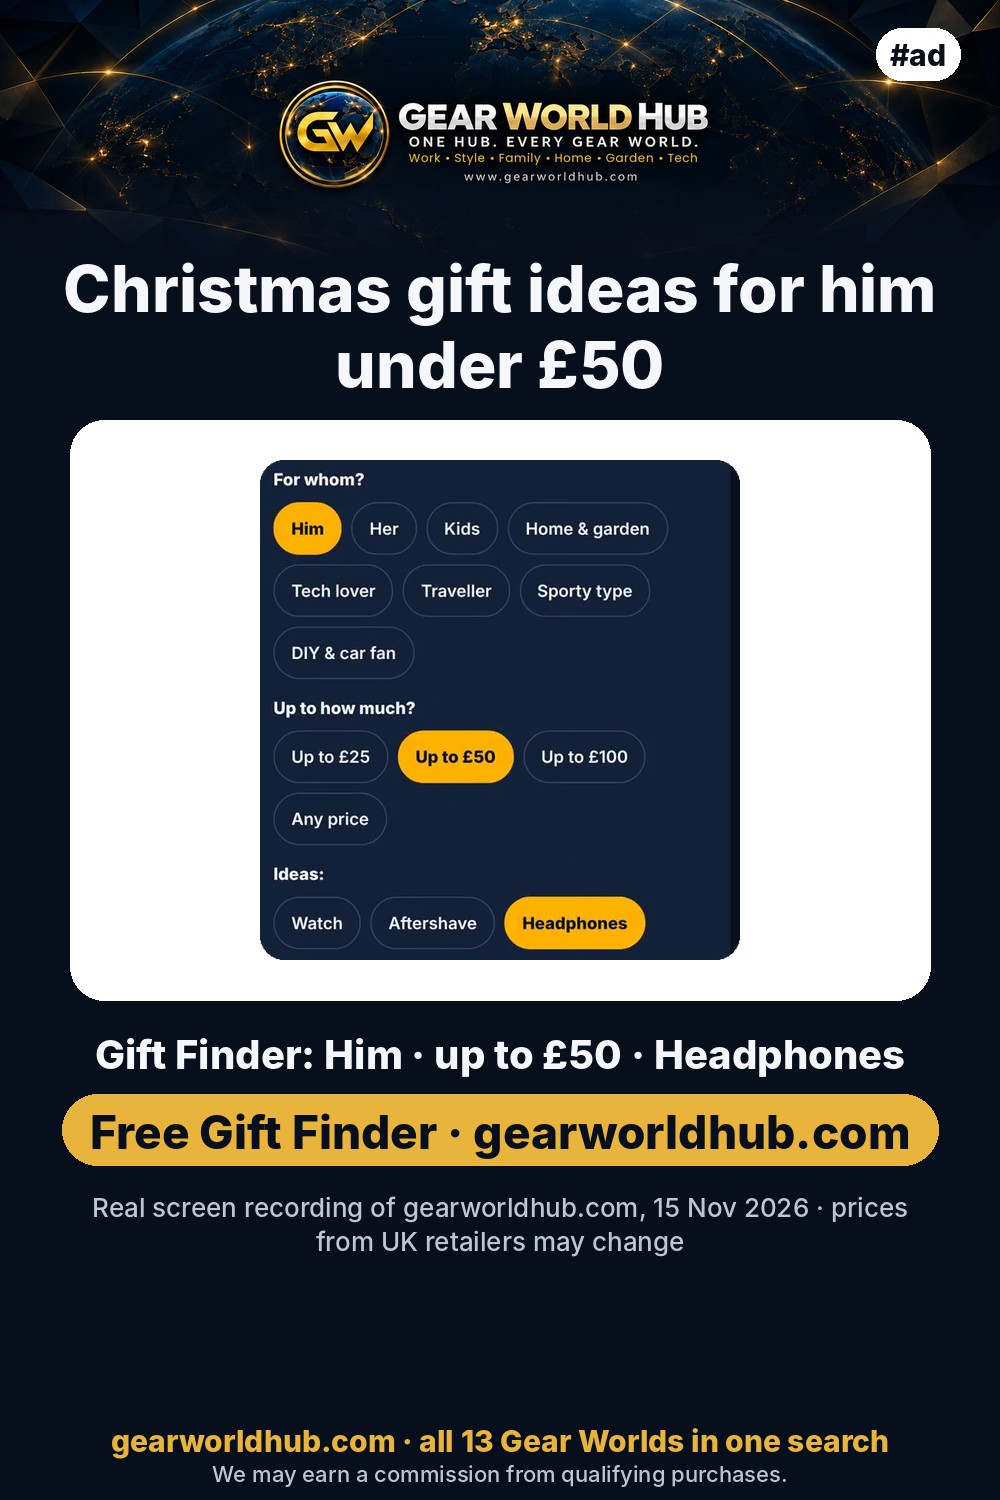 #ad
GW
GEAR WORLD HUB
ONE HUB. EVERY GEAR WORLD.
Work • Style • Family • Home • Garden • Tech
www.gearworldhub.com
Christmas gift ideas for him
under £50
For whom?
Him Her Kids Home & garden
Tech lover Traveller Sporty type
DIY & car fan
Up to how much?
Up to £25 Up to £50 Up to £100
Any price
Ideas:
Watch Aftershave Headphones
Gift Finder: Him · up to £50 · Headphones
Free Gift Finder · gearworldhub.com
Real screen recording of gearworldhub.com, 15 Nov 2026 · prices
from UK retailers may change
gearworldhub.com · all 13 Gear Worlds in one search
We may earn a commission from qualifying purchases.